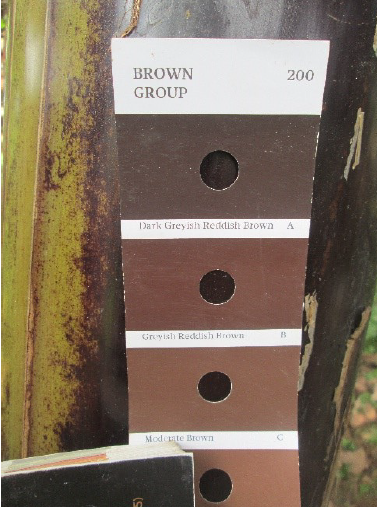 BROWN 200
GROUP
Dark Greyish Reddish Brown A
Greyish Reddish Brown B
Moderate Brown C